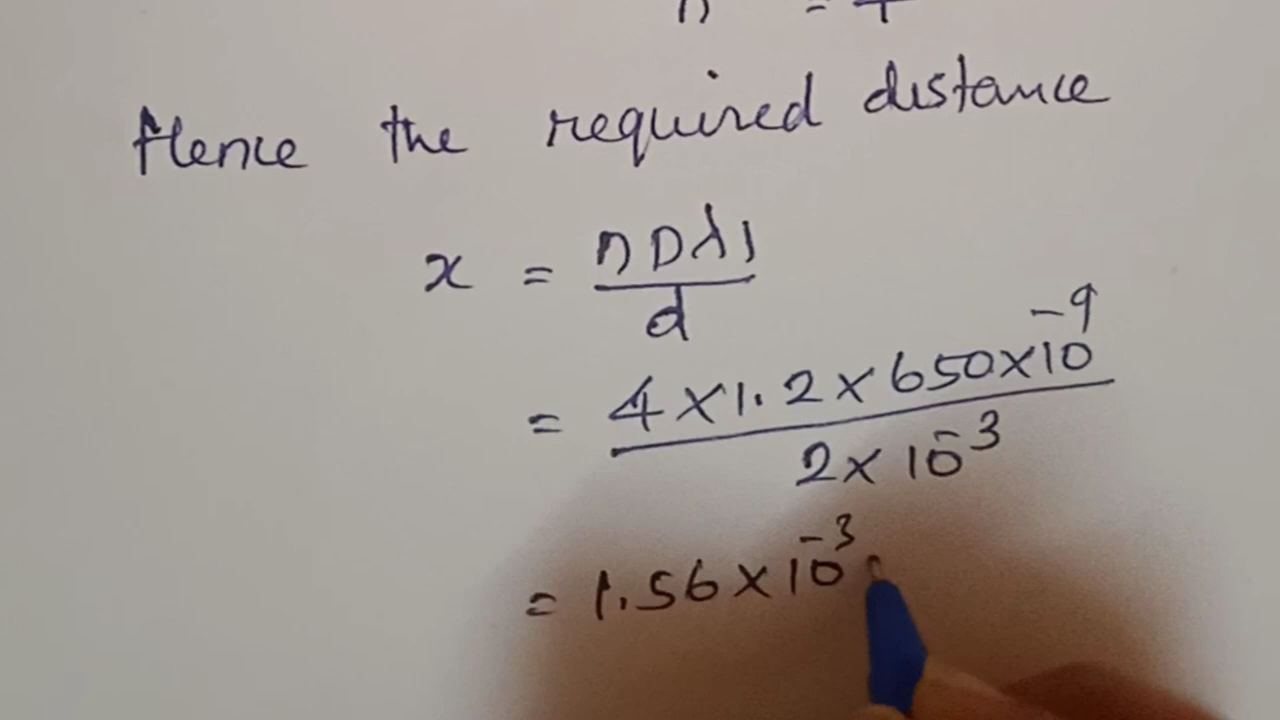 Hence the required distance
x = nDλ1 / d
= 4 × 1.2 × 650 × 10^-9 / 2 × 10^-3
= 1.56 × 10^-3